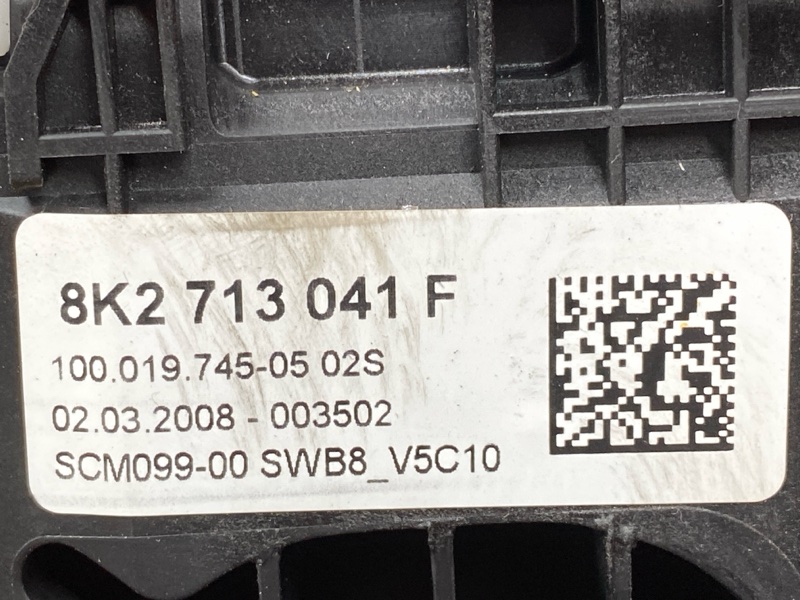 8K2 713 041 F
100.019.745-05 02S
02.03.2008 - 003502
SCM099-00 SWB8_V5C10